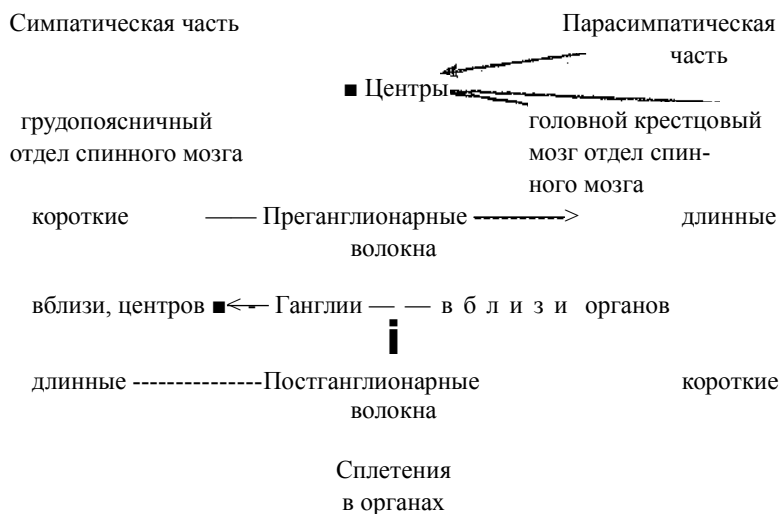 Симпатическая часть Парасимпатическая
часть
■ Центры
грудопоясничный головной крестцовый
отдел спинного мозга мозг отдел спин-
ного мозга
короткие —— Преганглионарные ----------> длинные
волокна
вблизи, центров ■<— Ганглии — — в б л и з и органов
длинные ---------------Постганглионарные короткие
волокна
Сплетения
в органах